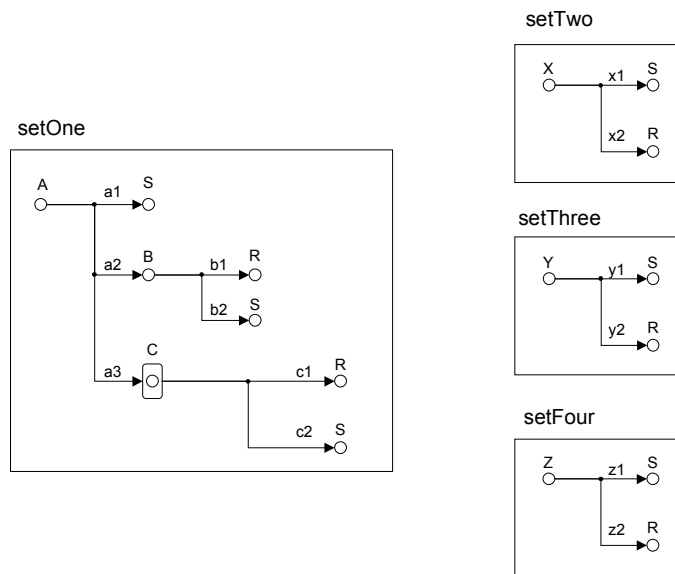 setOne
A
a1
S
a2
B
b1
R
b2
S
a3
C
c1
R
c2
S
setTwo
X
x1
S
x2
R
setThree
Y
y1
S
y2
R
setFour
Z
z1
S
z2
R